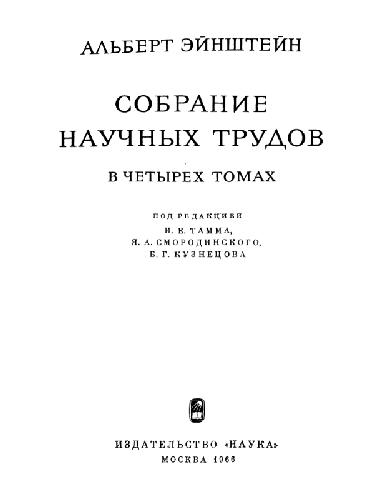 АЛЬБЕРТ ЭЙНШТЕЙН
СОБРАНИЕ
НАУЧНЫХ ТРУДОВ
В ЧЕТЫРЕХ ТОМАХ
ПОД РЕДАКЦИЕЙ
И. Е. ТАММА,
Я. А. СМОРОДИНСКОГО,
Б. Г. КУЗНЕЦОВА
ИЗДАТЕЛЬСТВО «НАУКА»
МОСКВА 1966